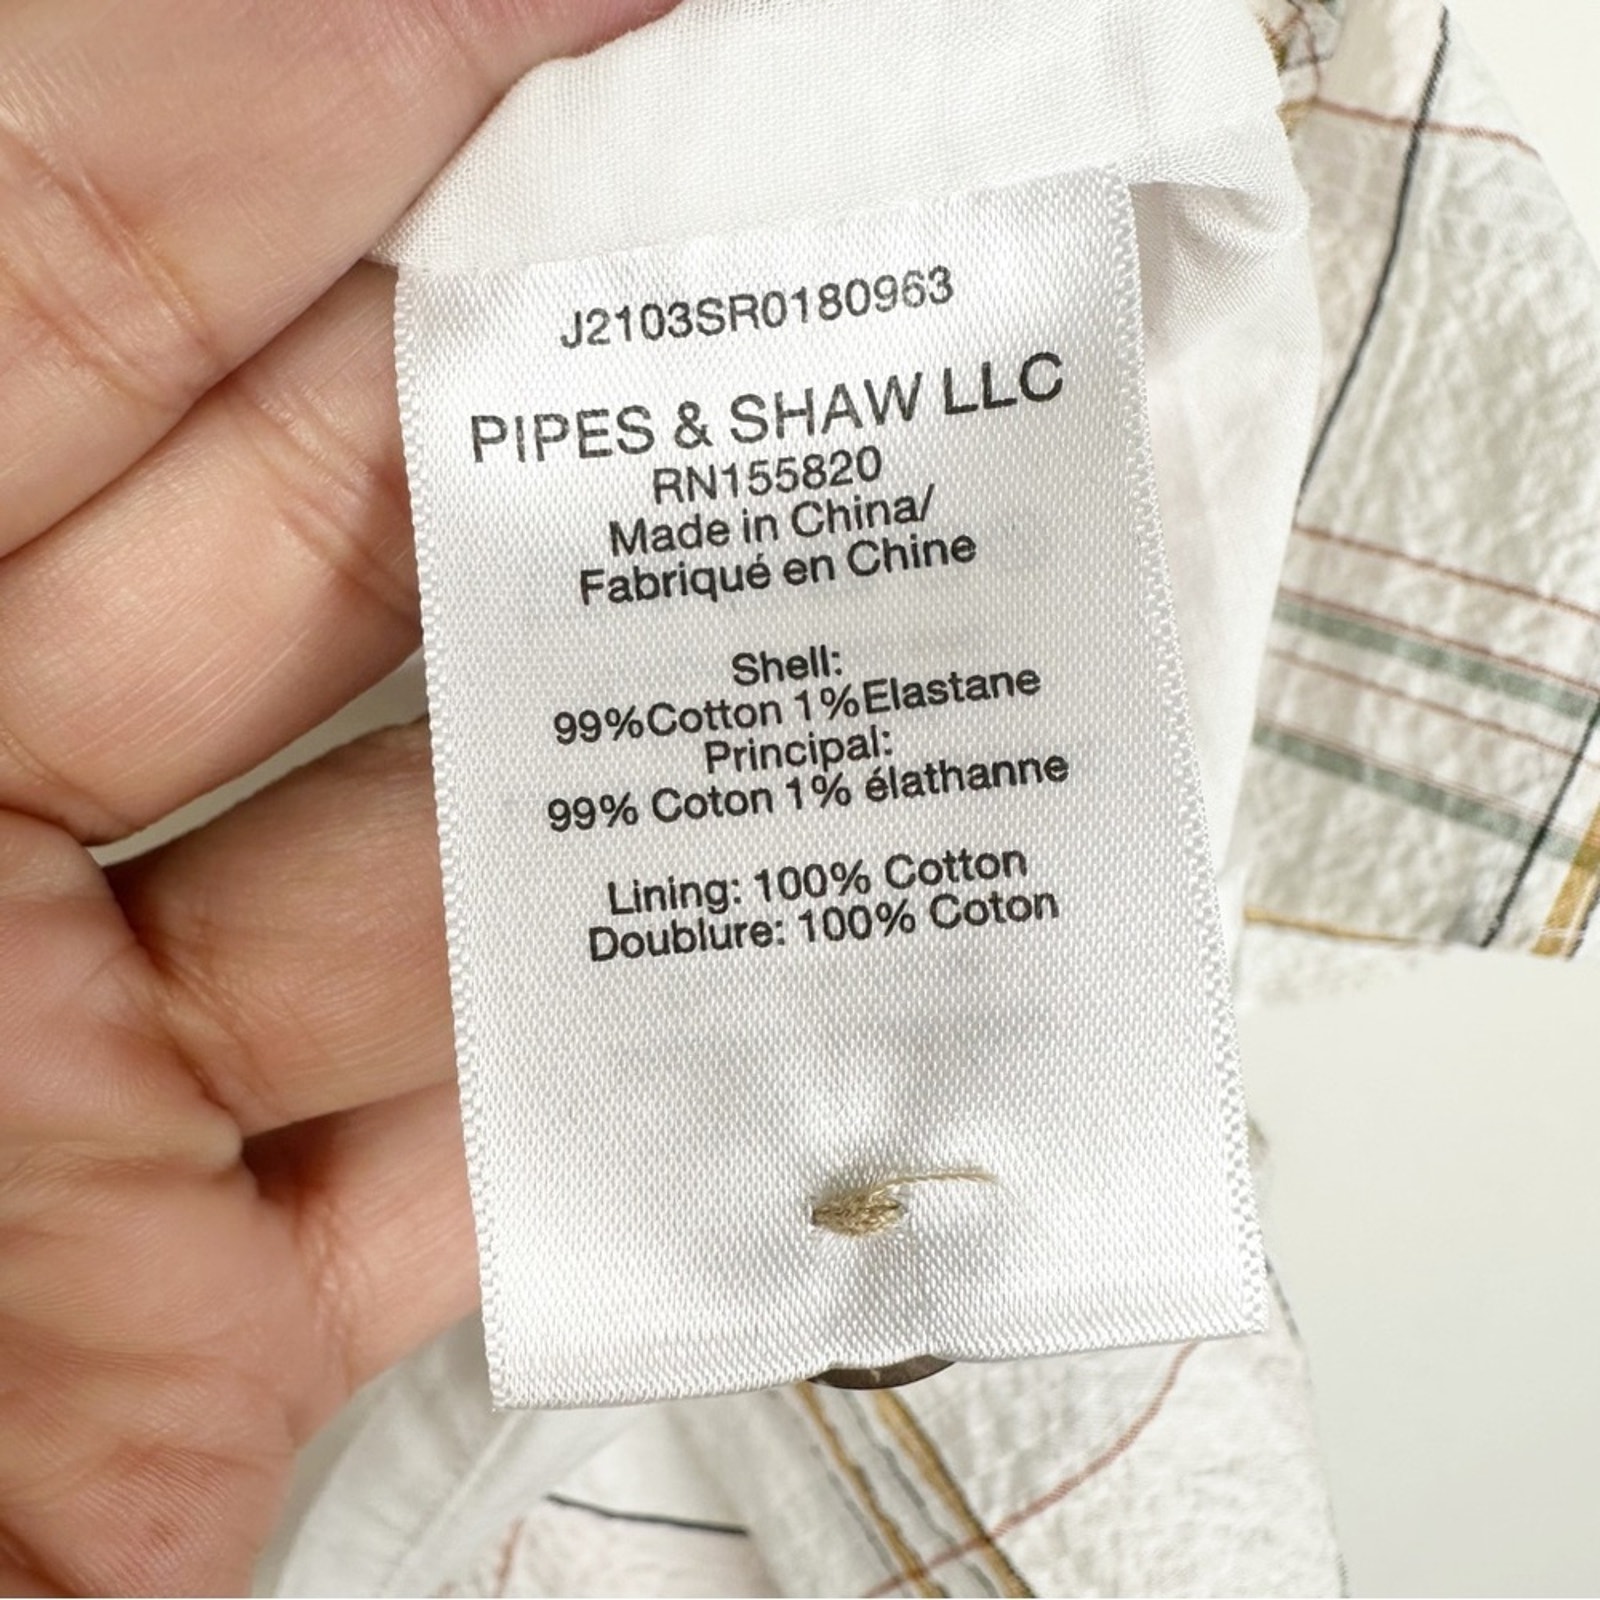 J2103SR0180963
PIPES & SHAW LLC
RN155820
Made in China/
Fabriqué en Chine
Shell:
99%Cotton 1%Elastane
Principal:
99% Coton 1% élathanne
Lining: 100% Cotton
Doublure: 100% Coton